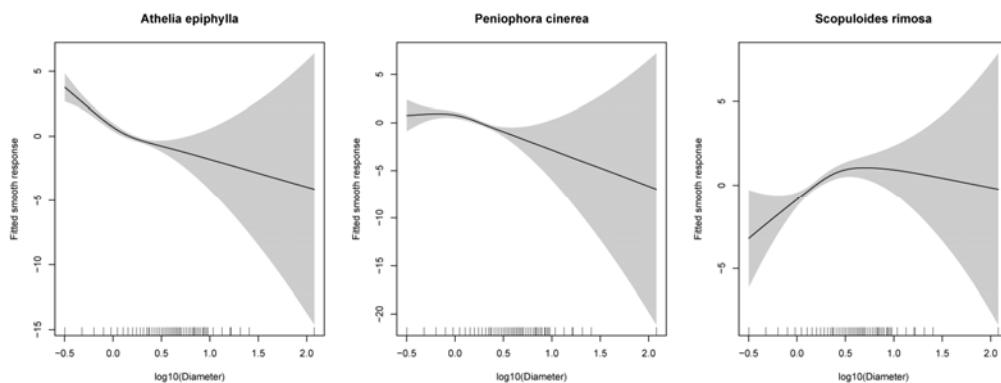 Athelia epiphylla
Peniophora cinerea
Scopuloides rimosa
Fitted smooth response
5
0
−5
−10
−15
−0.5 0.0 0.5 1.0 1.5 2.0
log10(Diameter)
Fitted smooth response
5
0
−5
−10
−15
−20
−0.5 0.0 0.5 1.0 1.5 2.0
log10(Diameter)
Fitted smooth response
5
0
−5
−0.5 0.0 0.5 1.0 1.5 2.0
log10(Diameter)